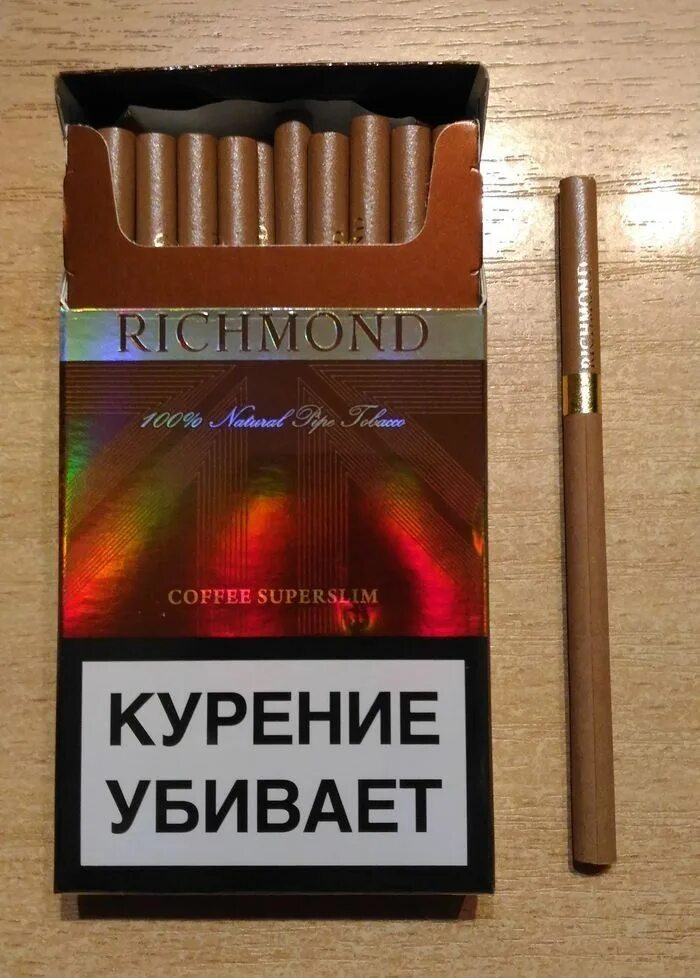 RICHMOND
100% Natural Pipe Tobacco
COFFEE SUPERSLIM
КУРЕНИЕ
УБИВАЕТ
RICHMOND